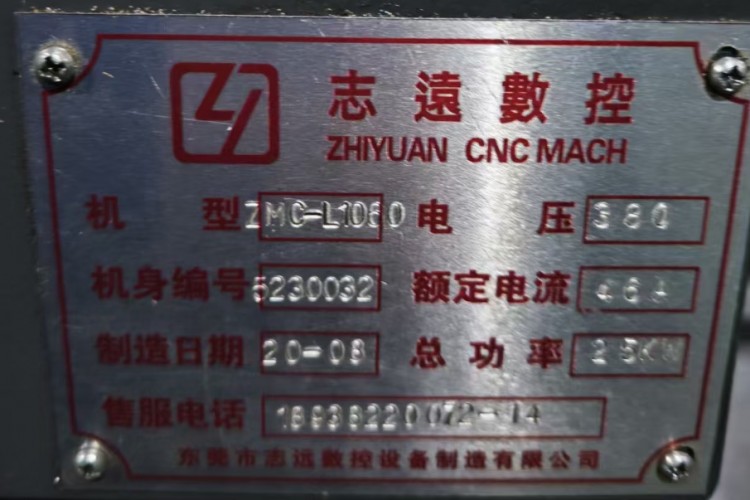 志遠數控
ZHIYUAN CNC MACH
机 型 ZMC-L1060 电 压 380
机身编号 5230032 额定电流 46A
制造日期 20-08 总功率 25KW
售服电话
东莞市志远数控设备制造有限公司